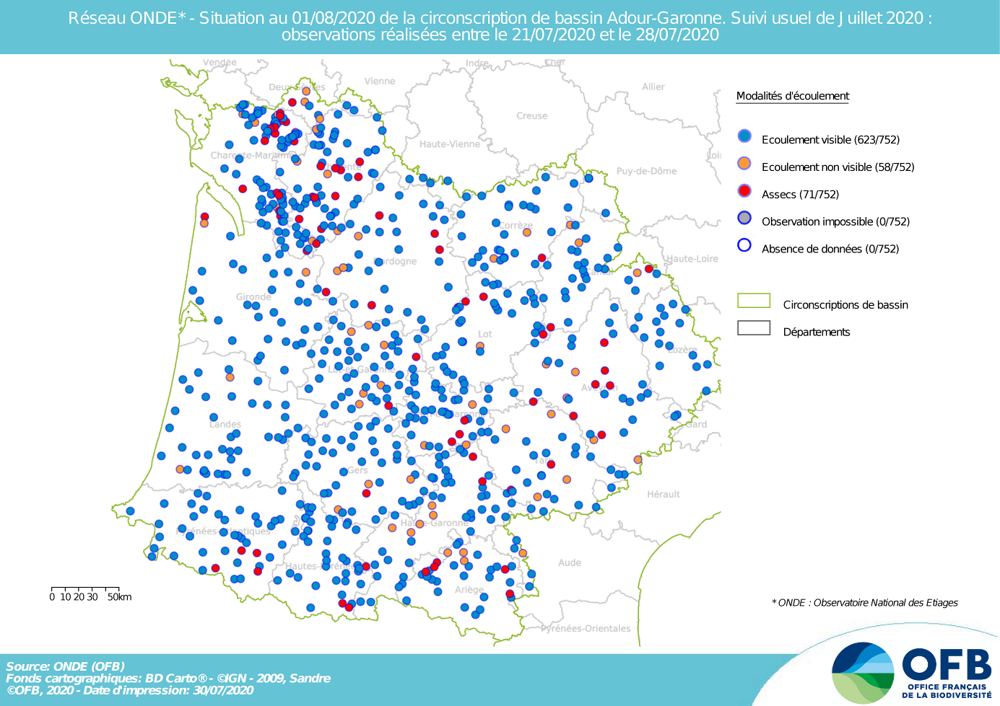 Réseau ONDE* - Situation au 01/08/2020 de la circonscription de bassin Adour-Garonne. Suivi usuel de Juillet 2020 :
observations réalisées entre le 21/07/2020 et le 28/07/2020
Vendée
Indre
Cher
Vienne
Deux-Sèvres
Allier
Modalités d'écoulement
Creuse
Haute-Vienne
Ecoulement visible (623/752)
Charente-Maritime
Puy-de-Dôme
Ecoulement non visible (58/752)
Assecs (71/752)
Corrèze
Observation impossible (0/752)
Absence de données (0/752)
Dordogne
Haute-Loire
Cantal
Gironde
Circonscriptions de bassin
Lot
Départements
Lozère
Lot-et-Garonne
Aveyron
Landes
Gard
Tarn
Gers
Hérault
Haute-Garonne
Pyrénées-Atlantiques
Hautes-Pyrénées
Aude
Ariège
0 10 20 30 50km
* ONDE : Observatoire National des Etiages
Pyrénées-Orientales
Source: ONDE (OFB)
Fonds cartographiques: BD Carto® - ©IGN - 2009, Sandre
©OFB, 2020 - Date d'impression: 30/07/2020
OFB
OFFICE FRANÇAIS
DE LA BIODIVERSITÉ